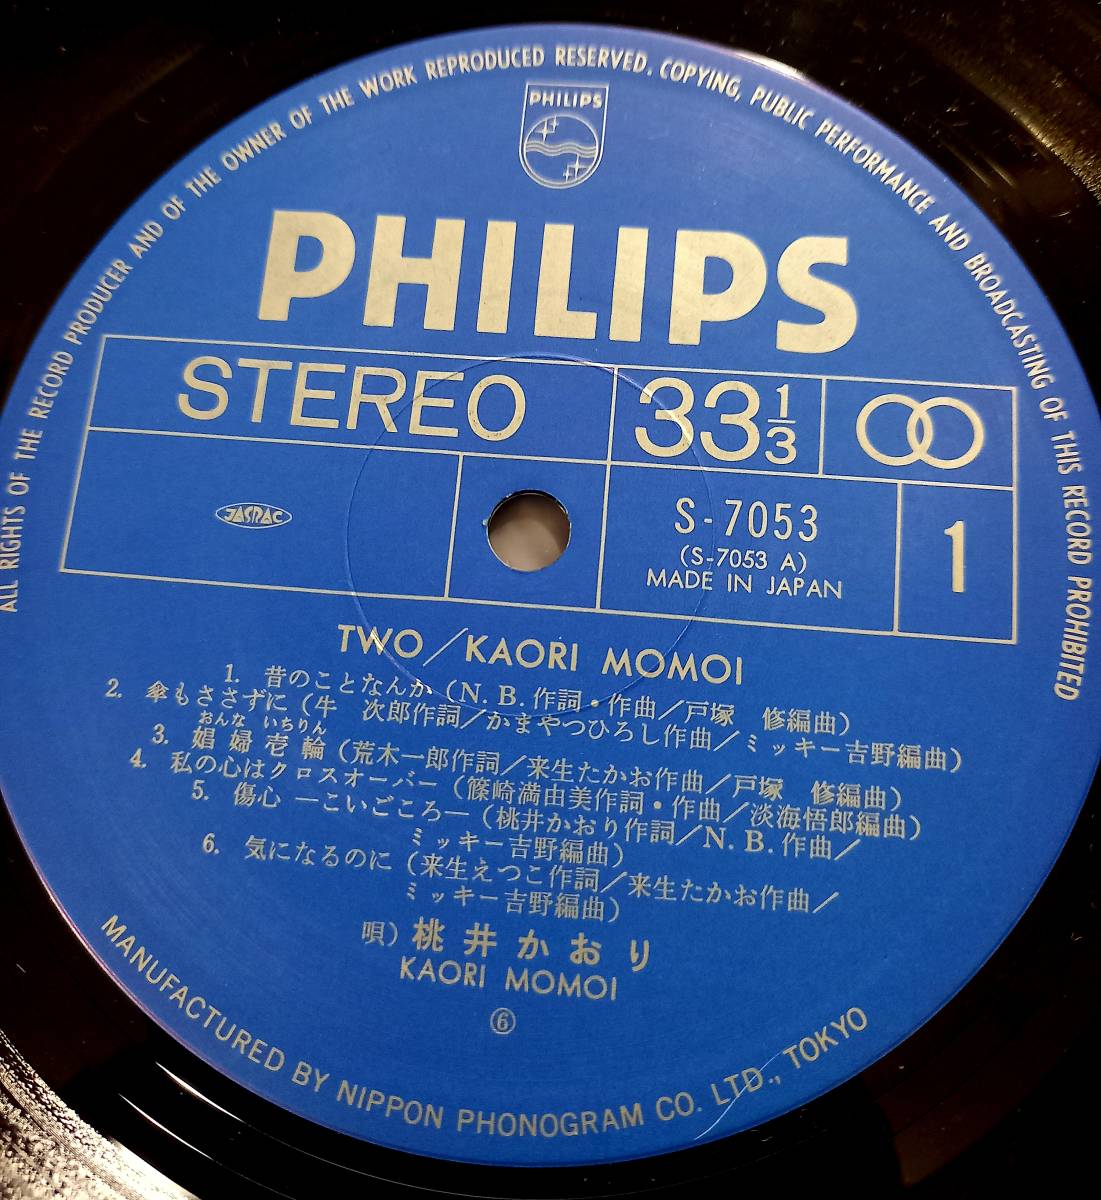 ALL RIGHTS OF THE RECORD PRODUCER AND OF THE OWNER OF THE WORK REPRODUCED RESERVED. COPYING, PUBLIC PERFORMANCE AND BROADCASTING OF THIS RECORD PROHIBITED
PHILIPS
PHILIPS
STEREO
33 1/3
JASRAC
S-7053
(S-7053 A)
MADE IN JAPAN
1
TWO／KAORI MOMOI
1. 昔のことなんか（N. B. 作詞・作曲／戸塚 修編曲）
2. 傘もささずに（牛 次郎作詞／かまやつひろし作曲／ミッキー吉野編曲）
おんな いちりん
3. 娼婦壱輪（荒木一郎作詞／来生たかお作曲／戸塚 修編曲）
4. 私の心はクロスオーバー（篠崎満由美作詞・作曲／淡海悟郎編曲）
5. 傷心 ―こいごころ―（桃井かおり作詞／N. B. 作曲／
ミッキー吉野編曲）
6. 気になるのに（来生えつこ作詞／来生たかお作曲／
ミッキー吉野編曲）
唄）桃井かおり
KAORI MOMOI
⑥
MANUFACTURED BY NIPPON PHONOGRAM CO. LTD., TOKYO